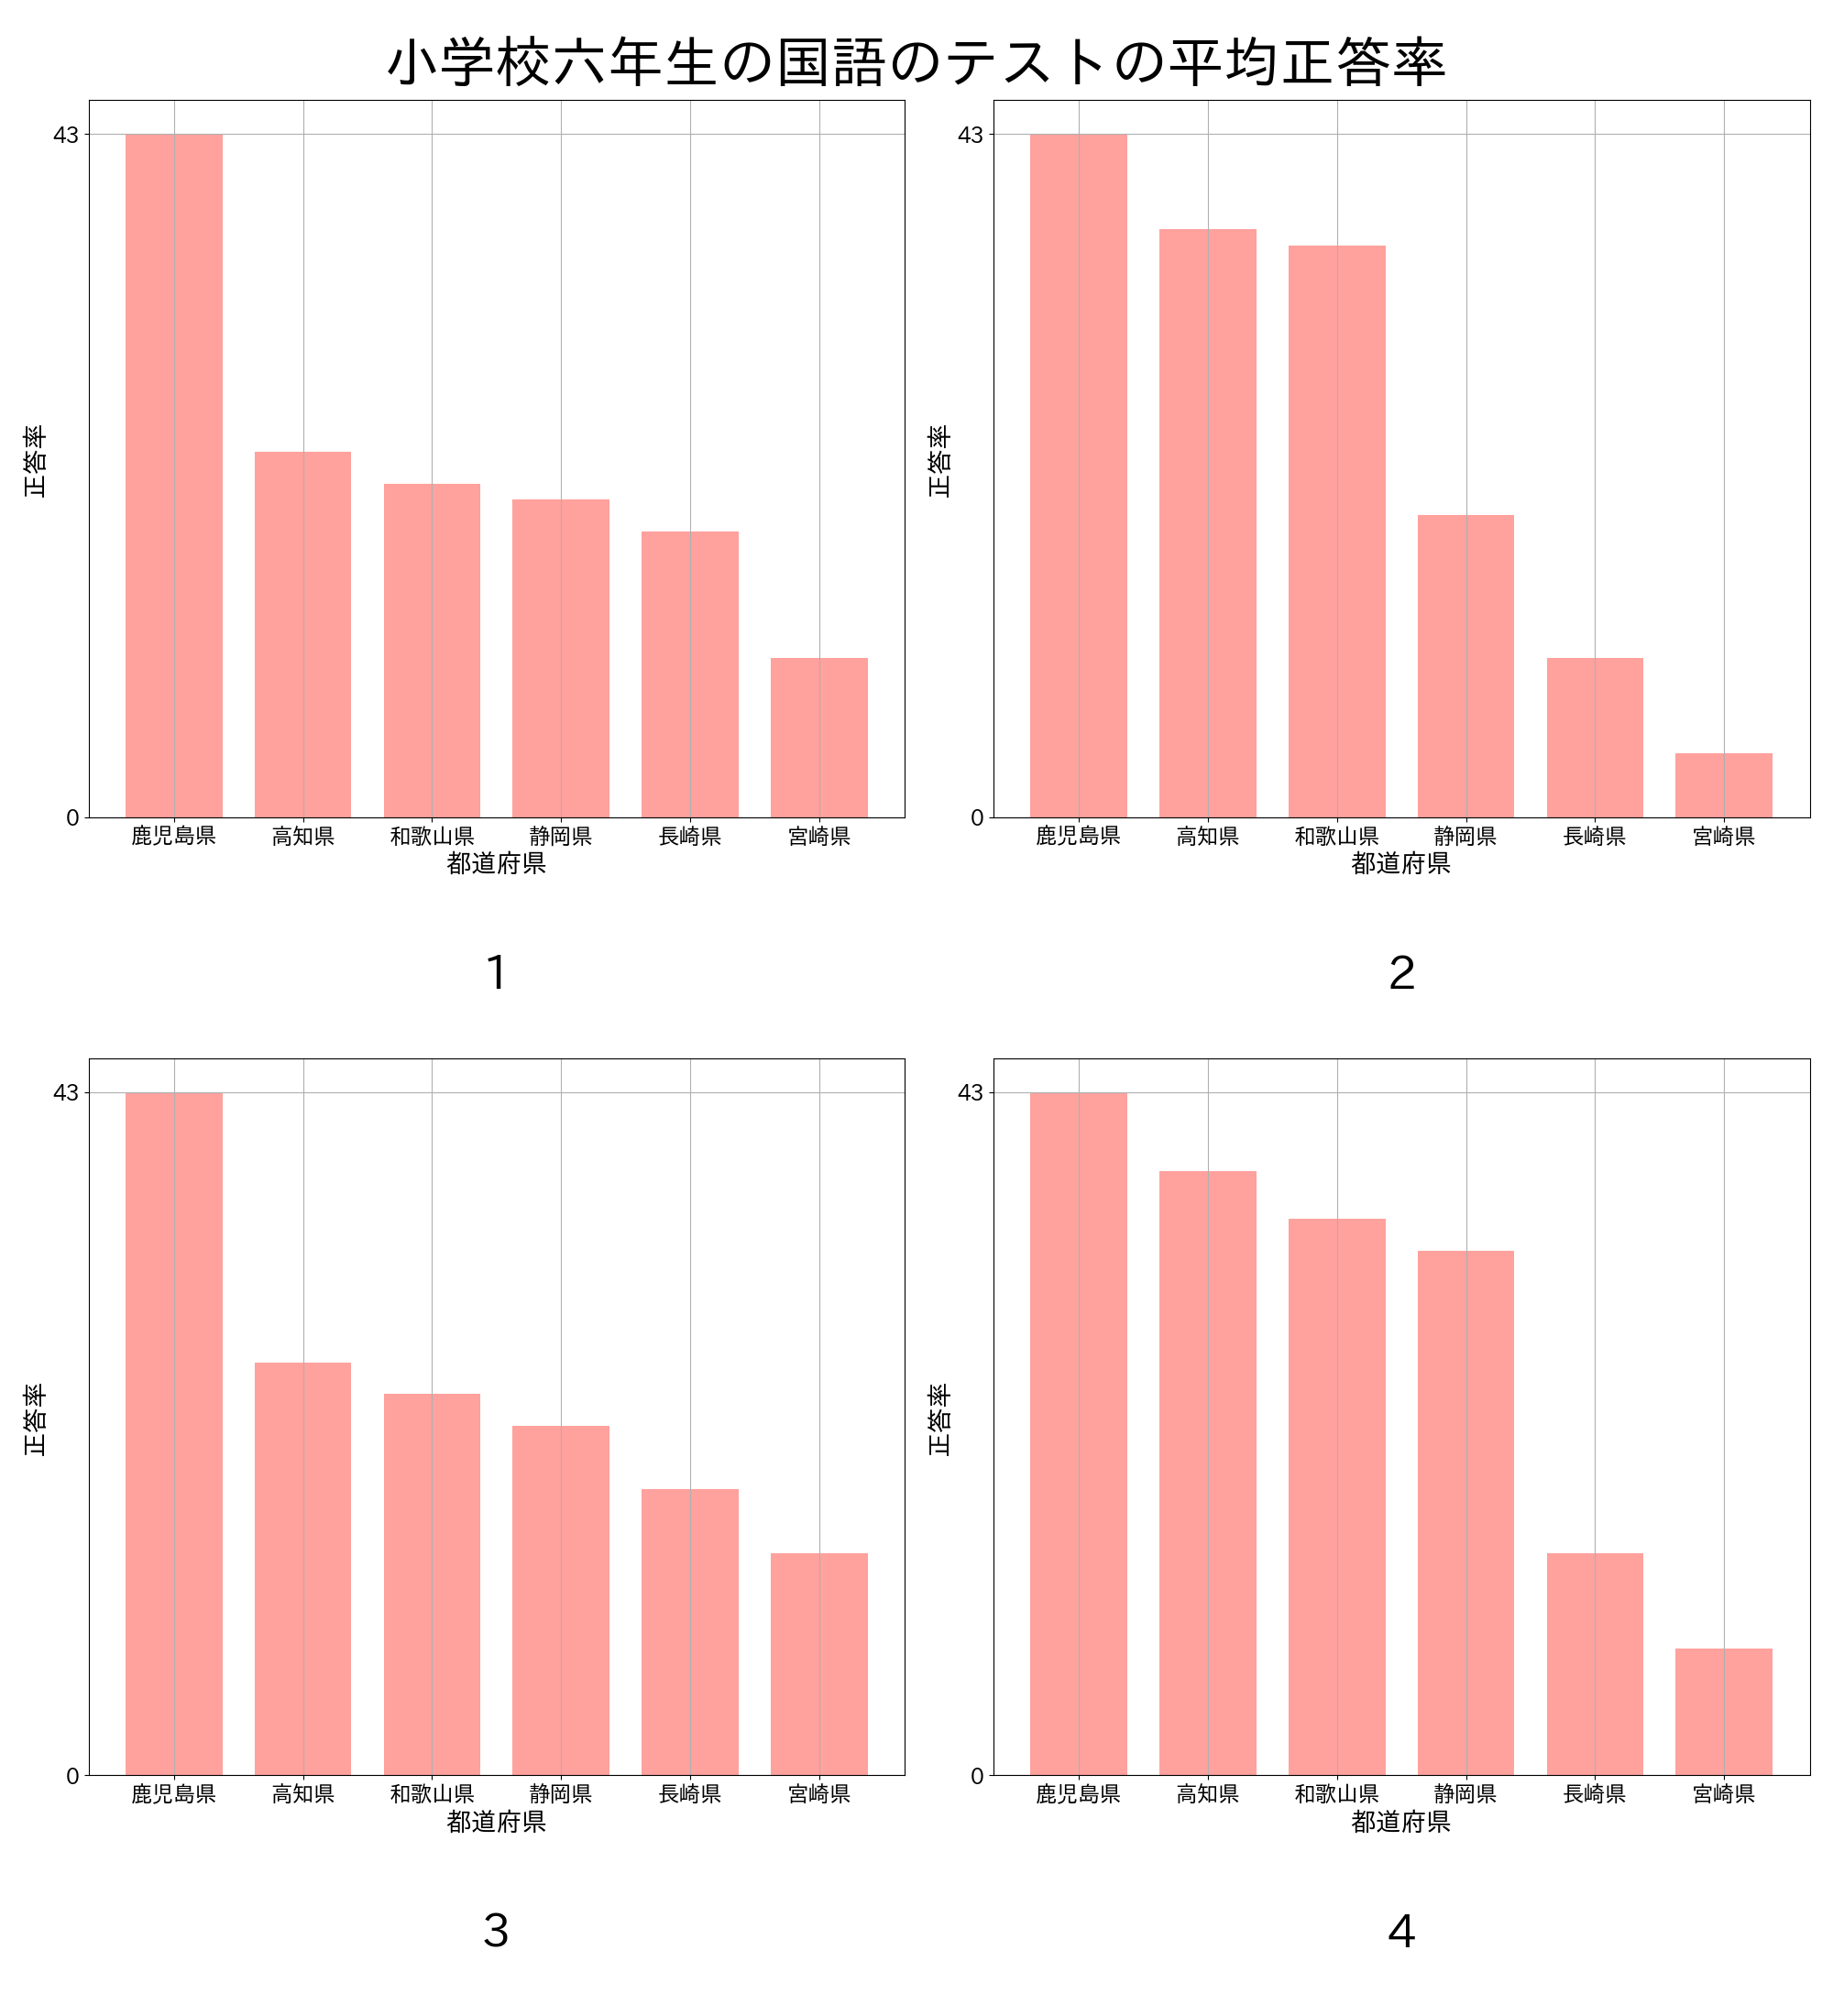 小学校六年生の国語のテストの平均正答率
43
0
正答率
鹿児島県 高知県 和歌山県 静岡県 長崎県 宮崎県
都道府県
1
43
0
正答率
鹿児島県 高知県 和歌山県 静岡県 長崎県 宮崎県
都道府県
2
43
0
正答率
鹿児島県 高知県 和歌山県 静岡県 長崎県 宮崎県
都道府県
3
43
0
正答率
鹿児島県 高知県 和歌山県 静岡県 長崎県 宮崎県
都道府県
4